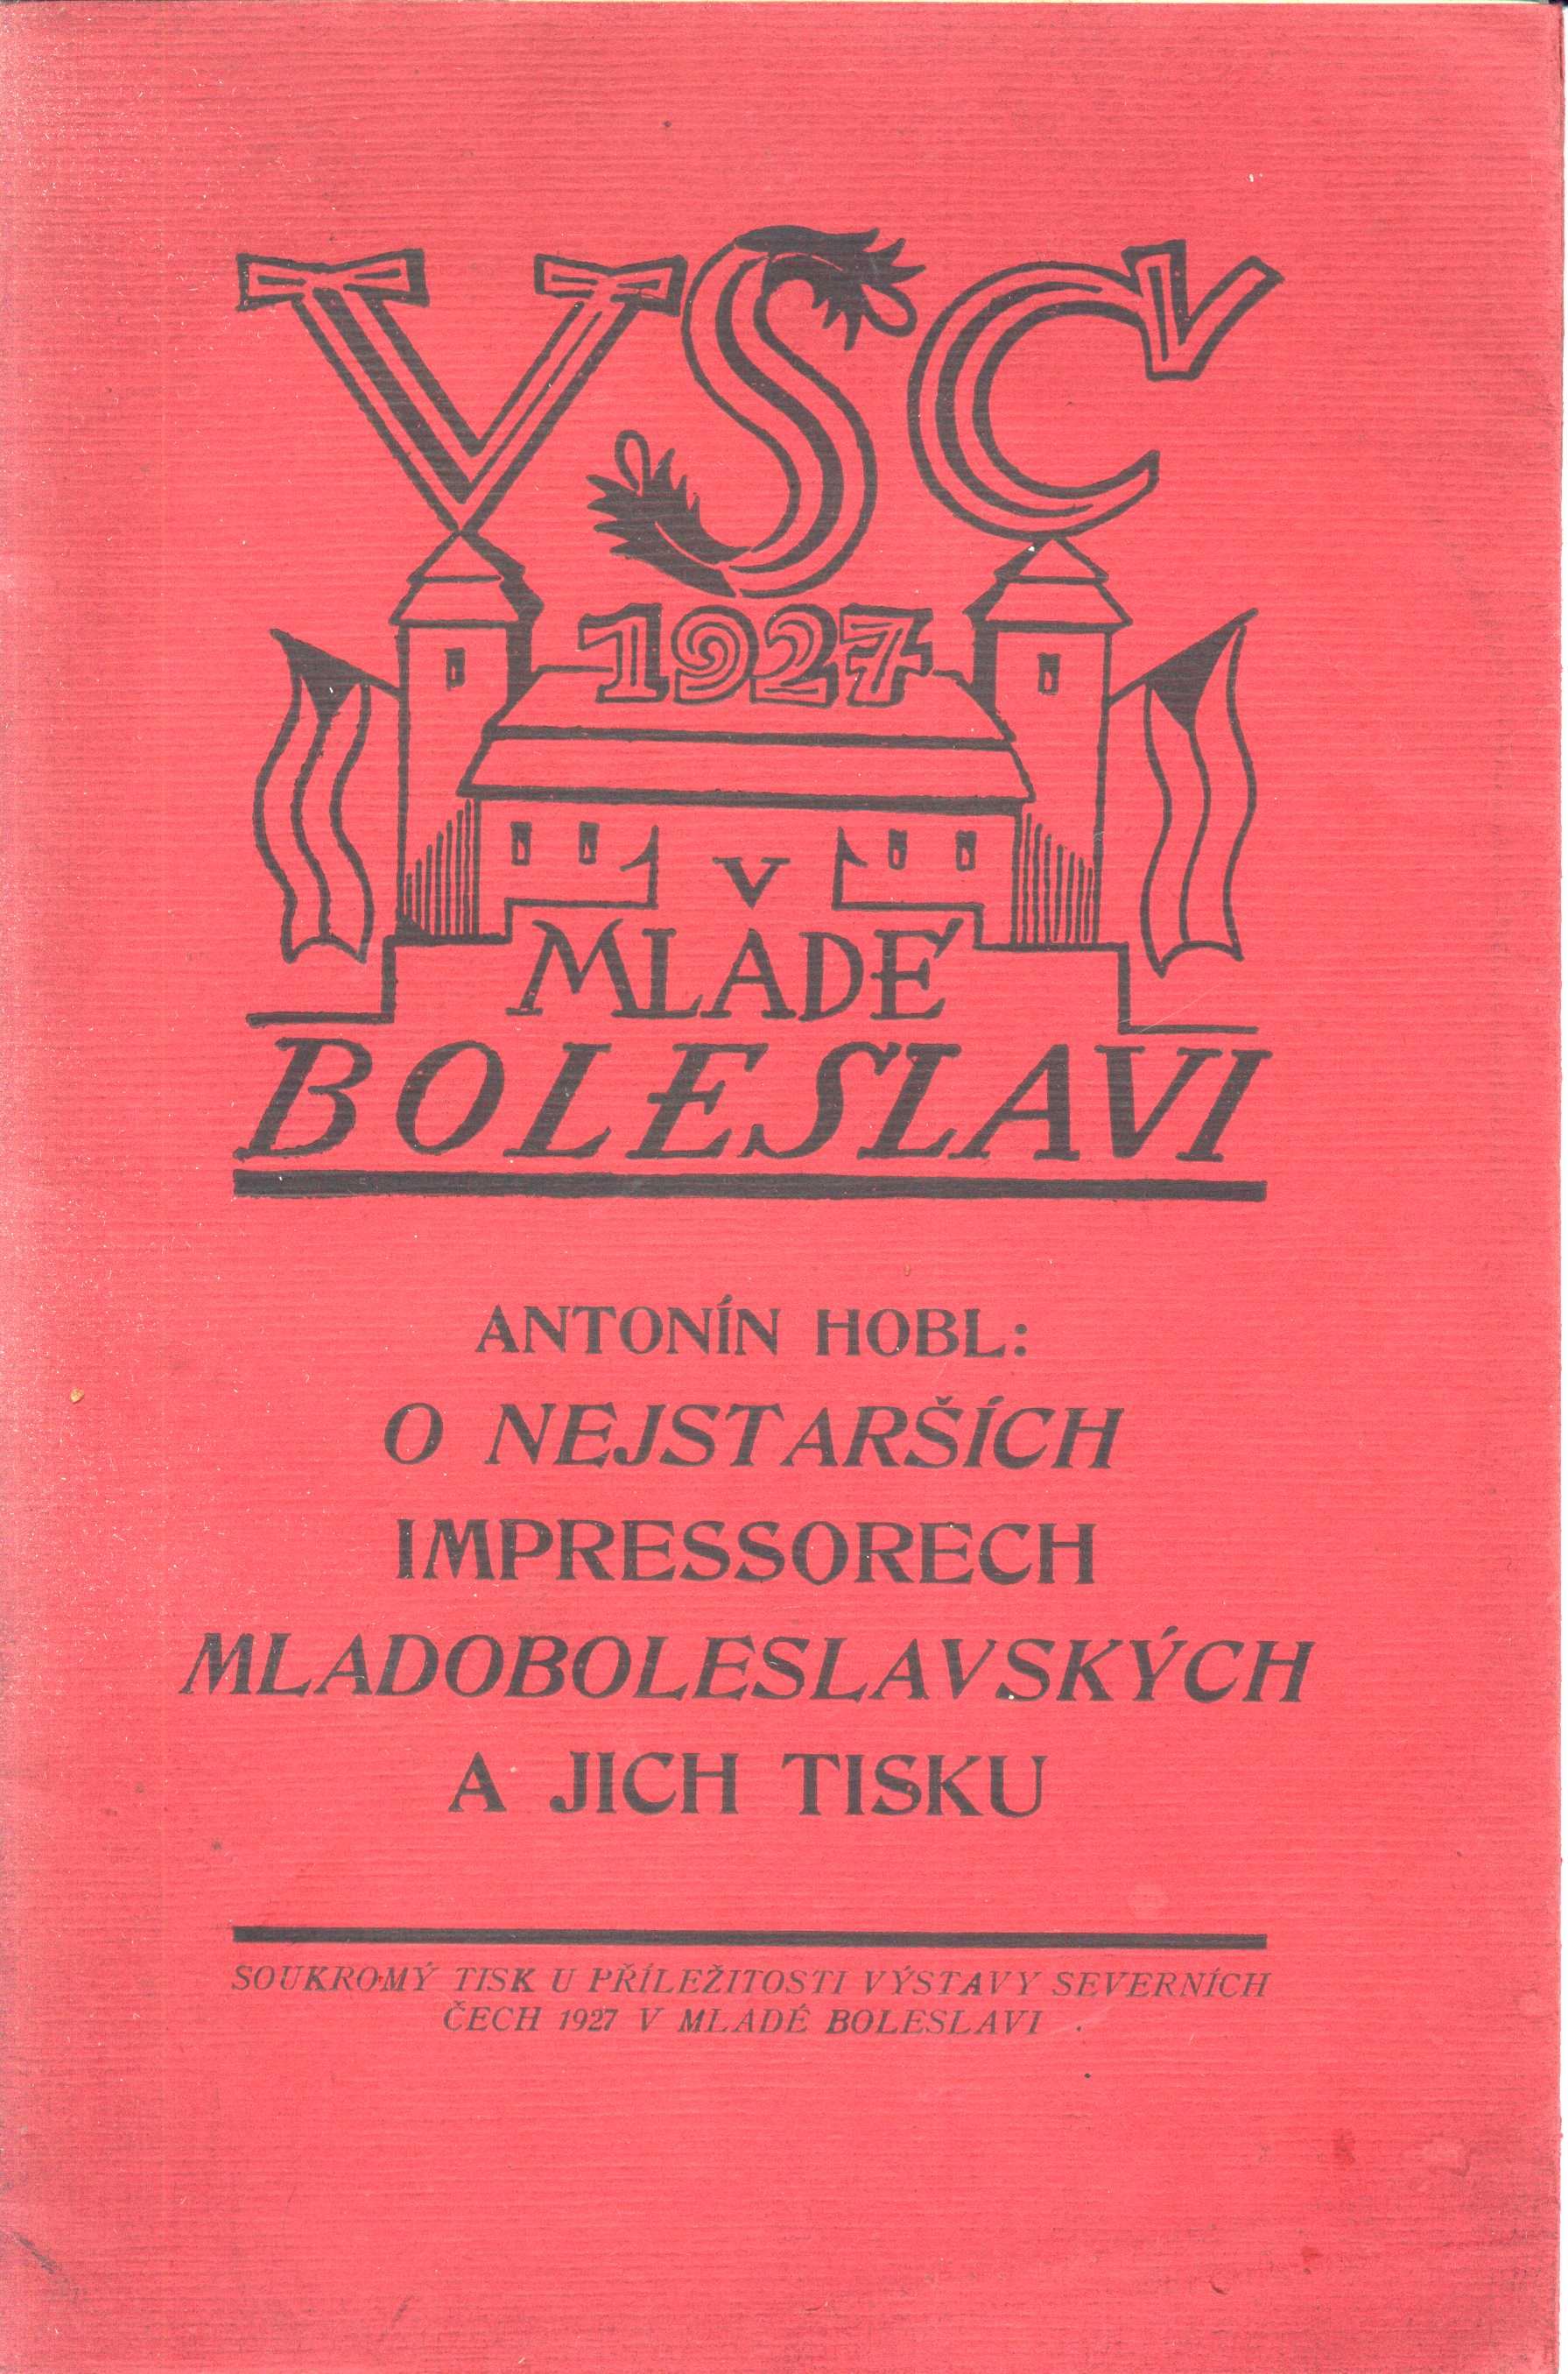 VSČ
1927
V
MLADÉ
BOLESLAVI
ANTONÍN HOBL:
O NEJSTARŠÍCH
IMPRESSORECH
MLADOBOLESLAVSKÝCH
A JICH TISKU
SOUKROMÝ TISK U PŘÍLEŽITOSTI VÝSTAVY SEVERNÍCH
ČECH 1927 V MLADÉ BOLESLAVI